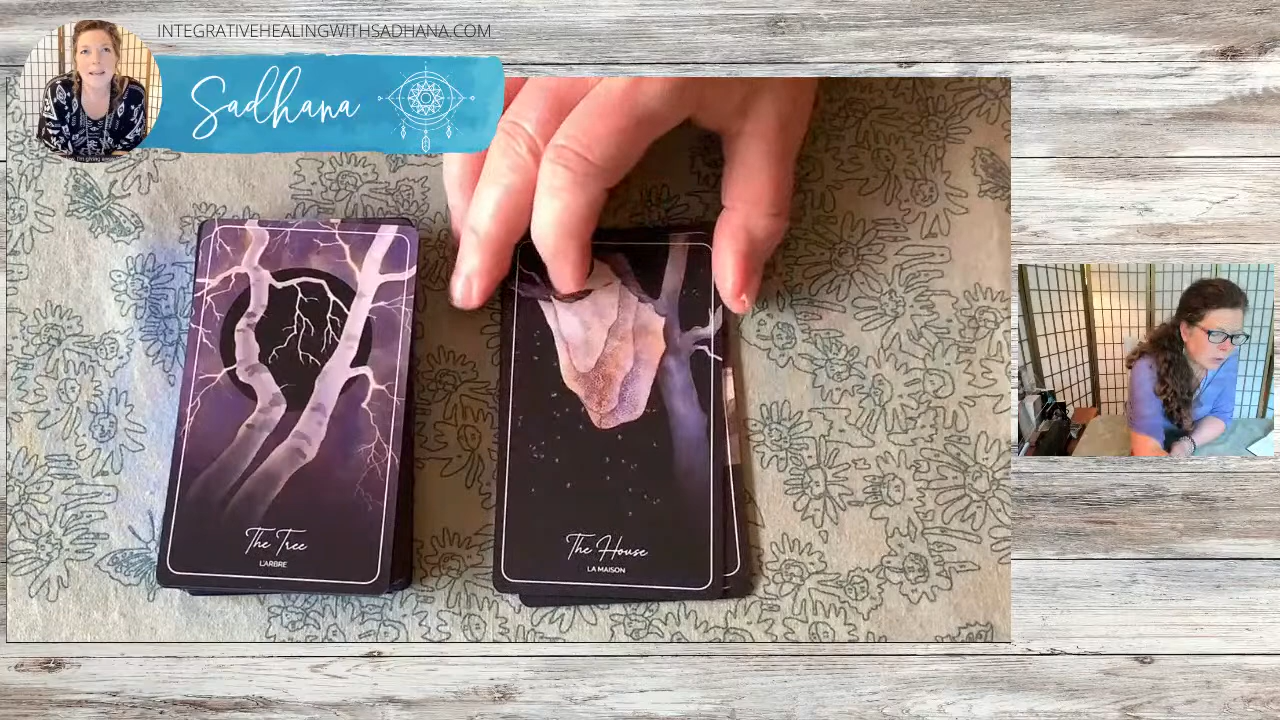 INTEGRATIVEHEALINGWITHSADHANA.COM
Sadhana
The Tree
L'ARBRE
The House
LA MAISON